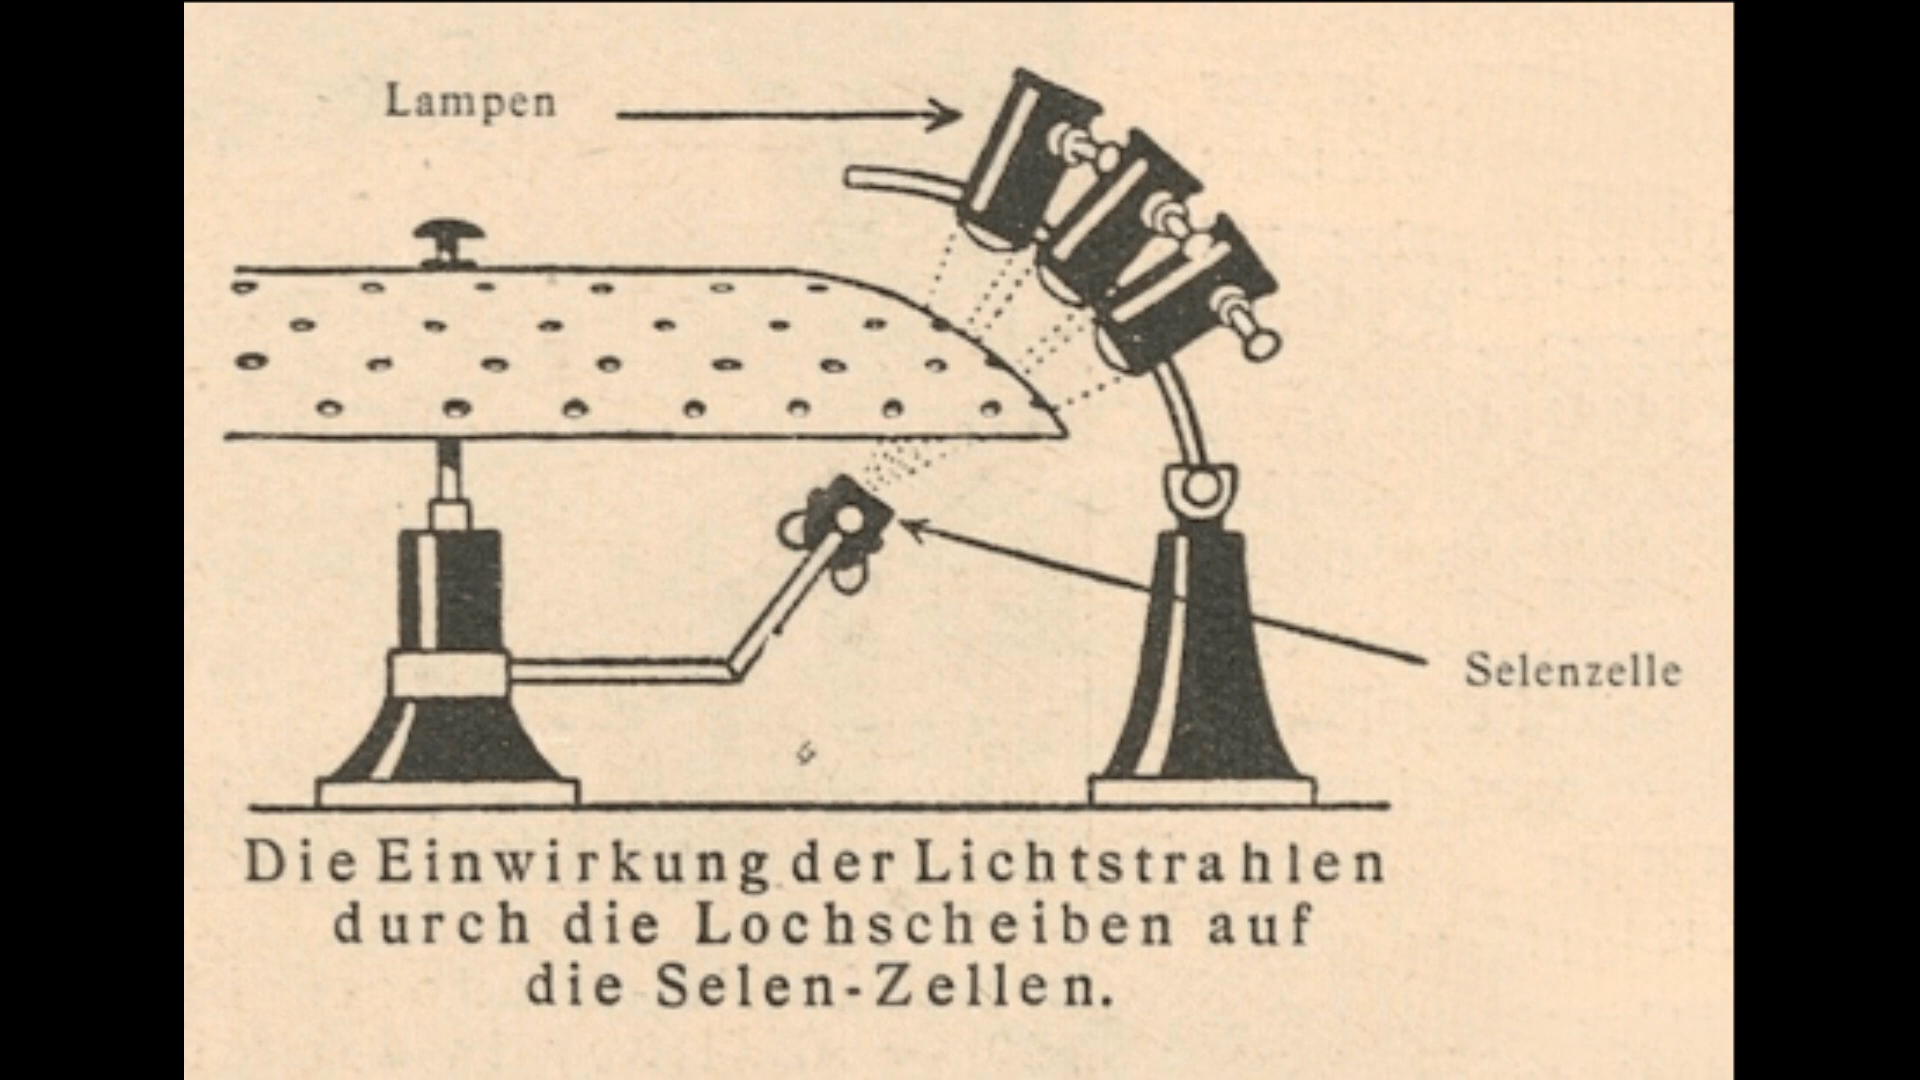 Lampen
Selenzelle
Die Einwirkung der Lichtstrahlen
durch die Lochscheiben auf
die Selen-Zellen.